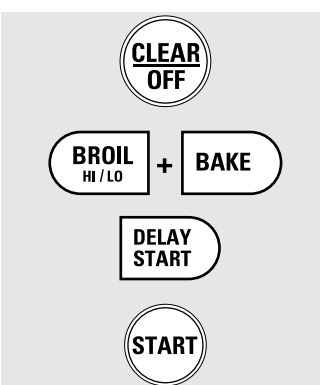 CLEAR
OFF
BROIL + BAKE
HI / LO
DELAY
START
START